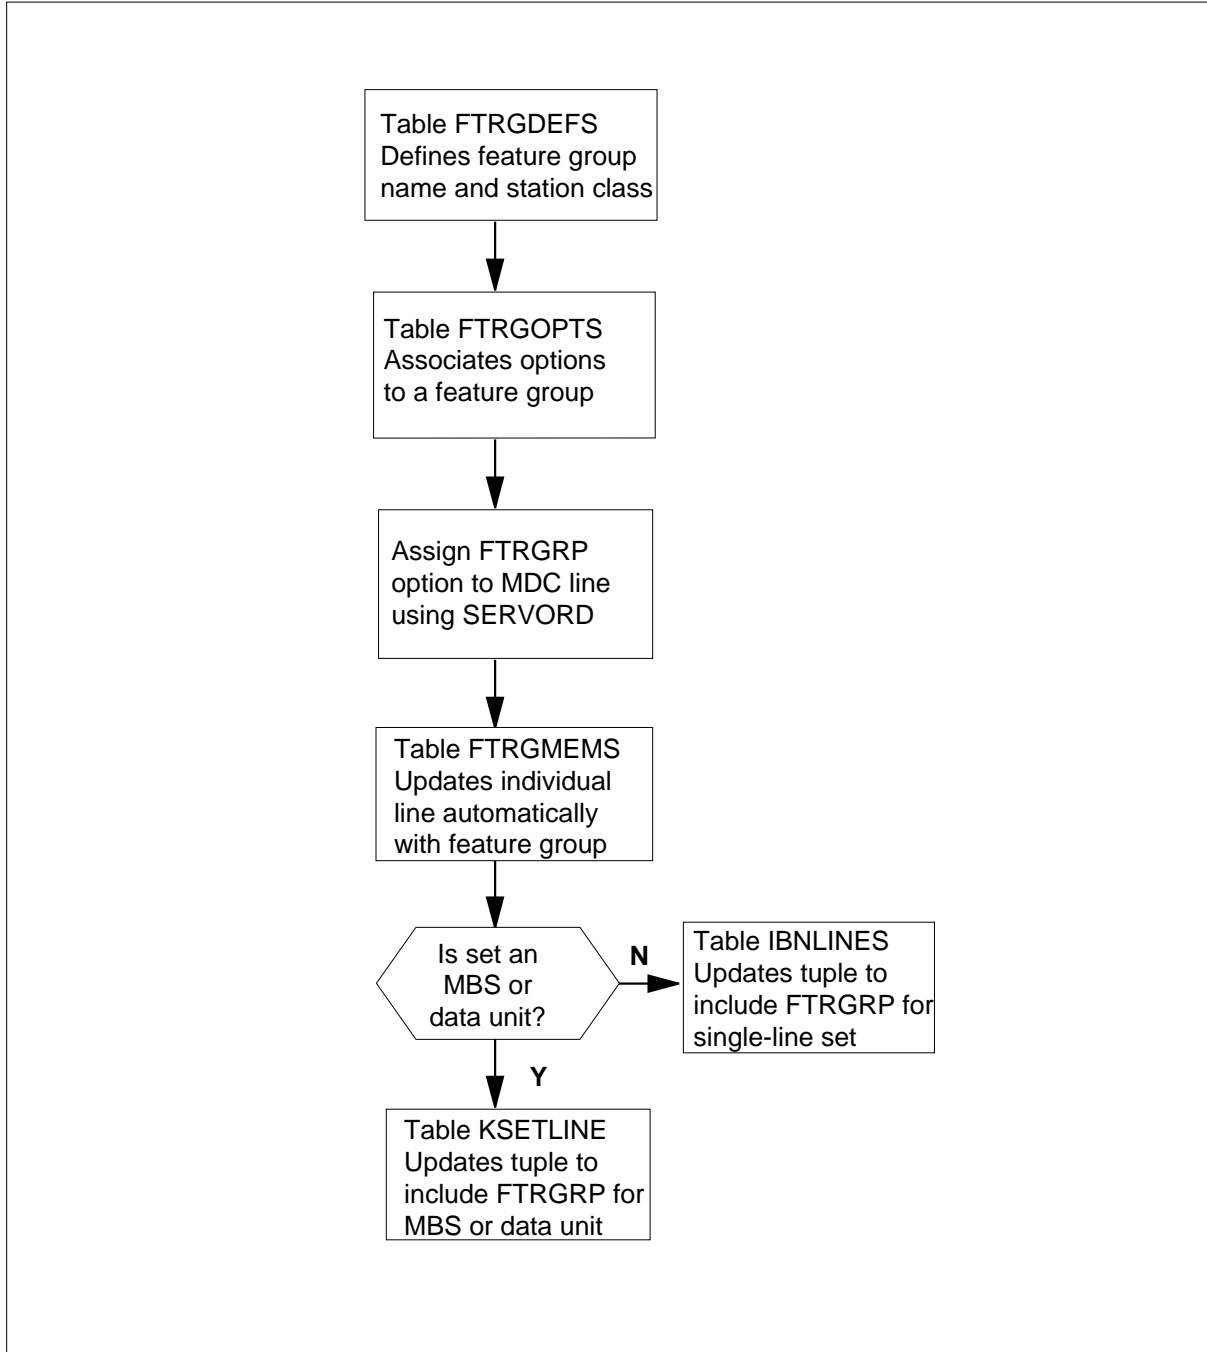 Table FTRGDEFS
Defines feature group
name and station class
Table FTRGOPTS
Associates options
to a feature group
Assign FTRGRP
option to MDC line
using SERVORD
Table FTRGMEMS
Updates individual
line automatically
with feature group
Is set an
MBS or
data unit?
N
Table IBNLINES
Updates tuple to
include FTRGRP for
single-line set
Y
Table KSETLINE
Updates tuple to
include FTRGRP for
MBS or data unit